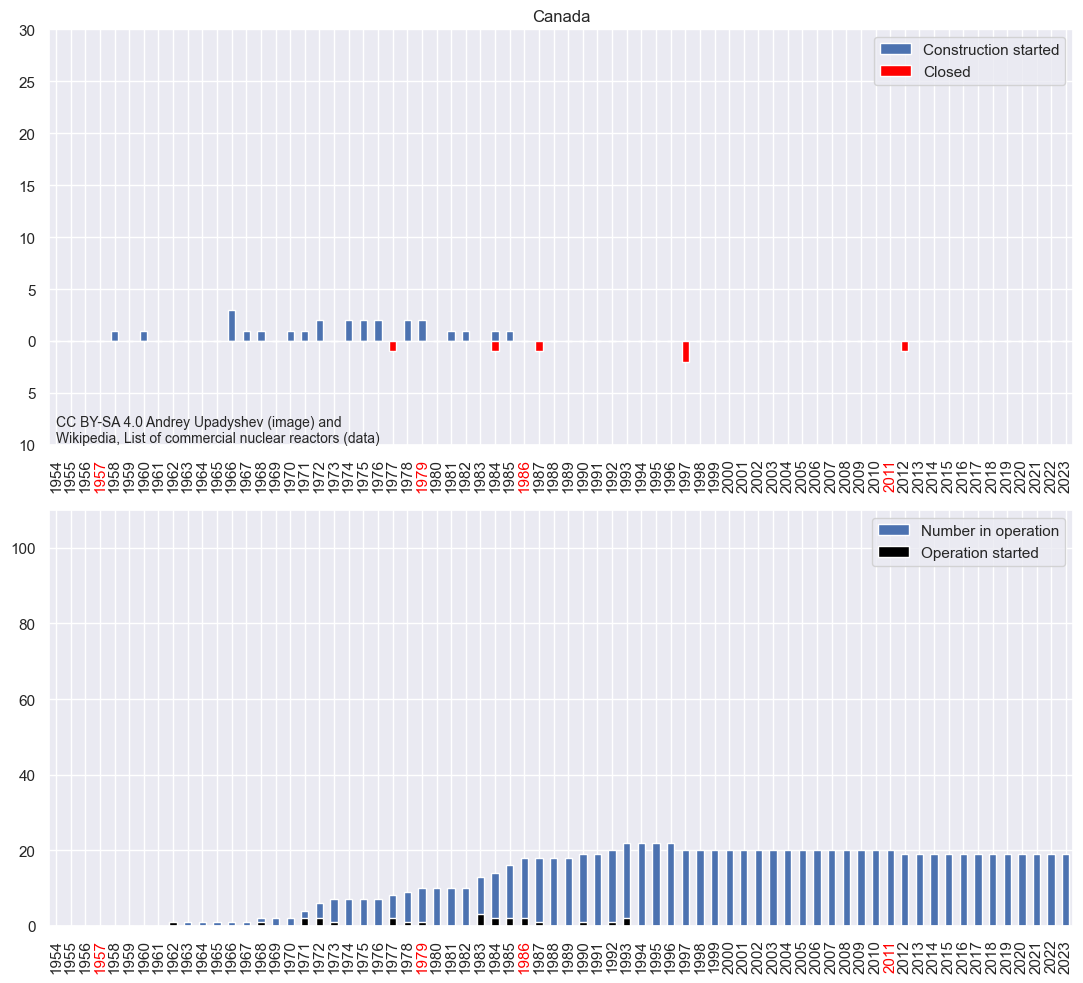 Canada
30
25
20
15
10
5
0
5
10
Construction started
Closed
CC BY-SA 4.0 Andrey Upadyshev (image) and
Wikipedia, List of commercial nuclear reactors (data)
1954 1955 1956 1957 1958 1959 1960 1961 1962 1963 1964 1965 1966 1967 1968 1969 1970 1971 1972 1973 1974 1975 1976 1977 1978 1979 1980 1981 1982 1983 1984 1985 1986 1987 1988 1989 1990 1991 1992 1993 1994 1995 1996 1997 1998 1999 2000 2001 2002 2003 2004 2005 2006 2007 2008 2009 2010 2011 2012 2013 2014 2015 2016 2017 2018 2019 2020 2021 2022 2023
100
80
60
40
20
0
Number in operation
Operation started
1954 1955 1956 1957 1958 1959 1960 1961 1962 1963 1964 1965 1966 1967 1968 1969 1970 1971 1972 1973 1974 1975 1976 1977 1978 1979 1980 1981 1982 1983 1984 1985 1986 1987 1988 1989 1990 1991 1992 1993 1994 1995 1996 1997 1998 1999 2000 2001 2002 2003 2004 2005 2006 2007 2008 2009 2010 2011 2012 2013 2014 2015 2016 2017 2018 2019 2020 2021 2022 2023